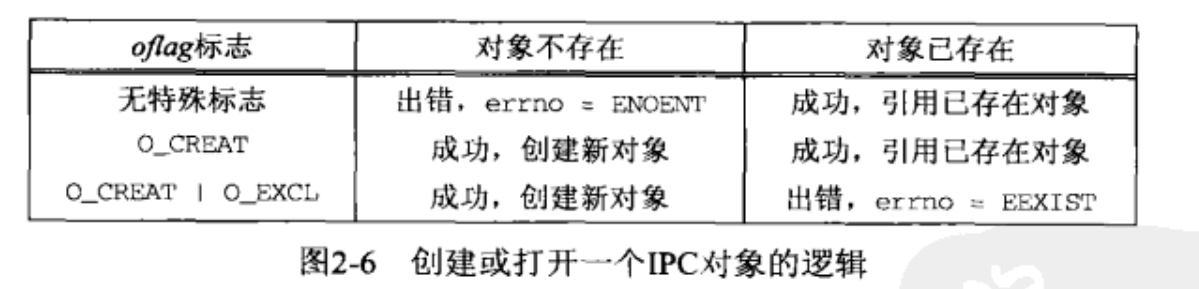 oflag标志 对象不存在 对象已存在
无特殊标志 出错，errno = ENOENT 成功，引用已存在对象
O_CREAT 成功，创建新对象 成功，引用已存在对象
O_CREAT | O_EXCL 成功，创建新对象 出错，errno = EEXIST
图2-6 创建或打开一个IPC对象的逻辑